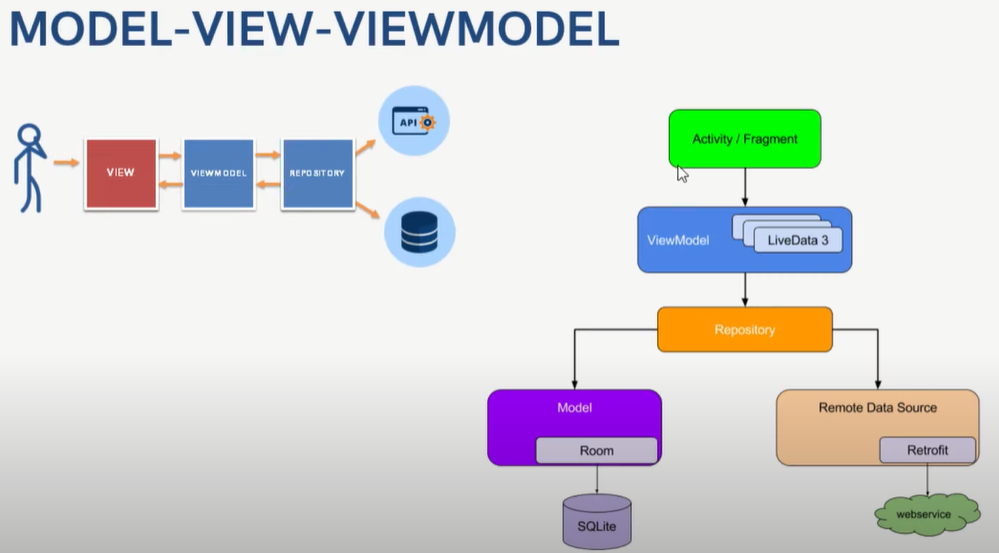 MODEL-VIEW-VIEWMODEL
API
VIEW
VIEWMODEL
REPOSITORY
Activity / Fragment
ViewModel
LiveData 3
Repository
Model
Room
SQLite
Remote Data Source
Retrofit
webservice